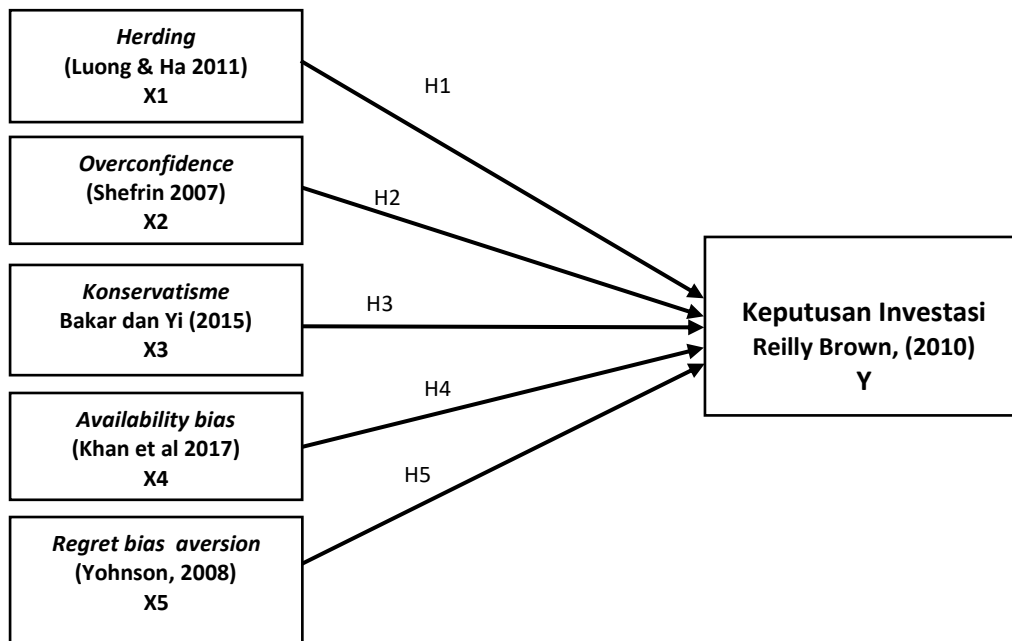 Herding
(Luong & Ha 2011)
X1
H1
Overconfidence
(Shefrin 2007)
X2
H2
Konservatisme
Bakar dan Yi (2015)
X3
H3
Keputusan Investasi
Reilly Brown, (2010)
Y
Availability bias
(Khan et al 2017)
X4
H4
Regret bias aversion
(Yohnson, 2008)
X5
H5